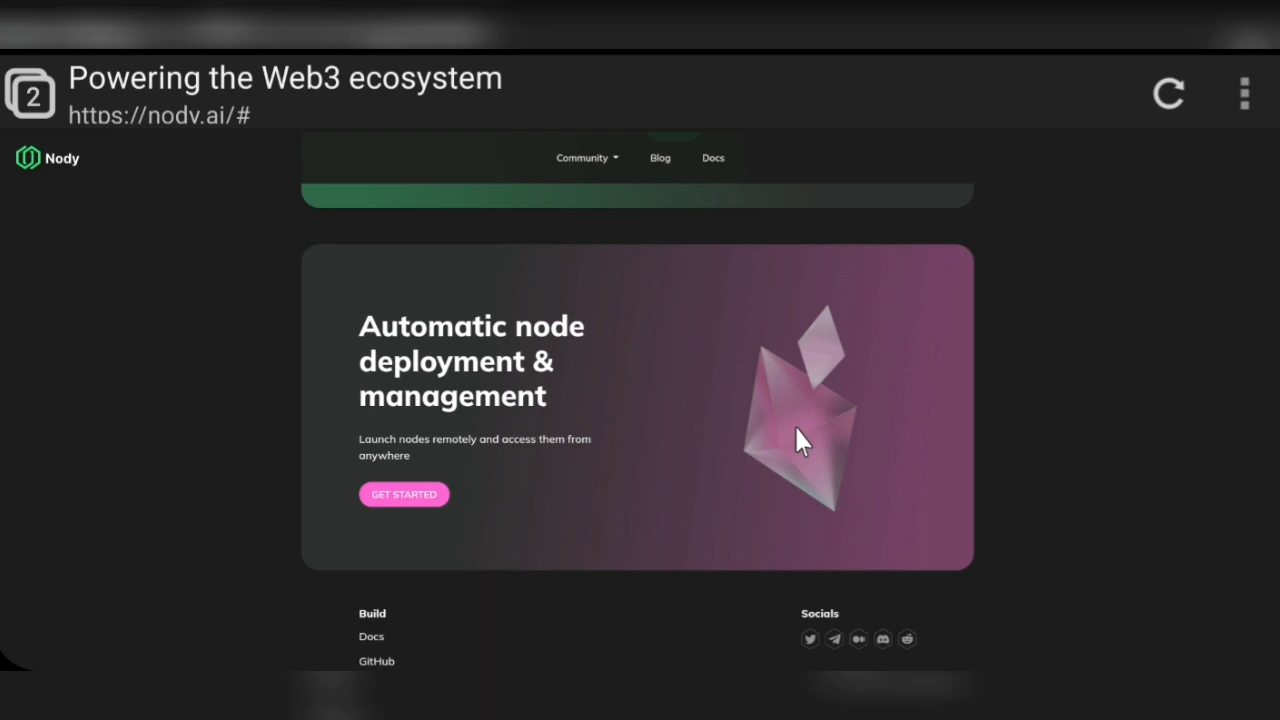 2
Powering the Web3 ecosystem
https://nody.ai/#
Nody
Community
Blog
Docs
Automatic node
deployment &
management
Launch nodes remotely and access them from
anywhere
GET STARTED
Build
Socials
Docs
GitHub